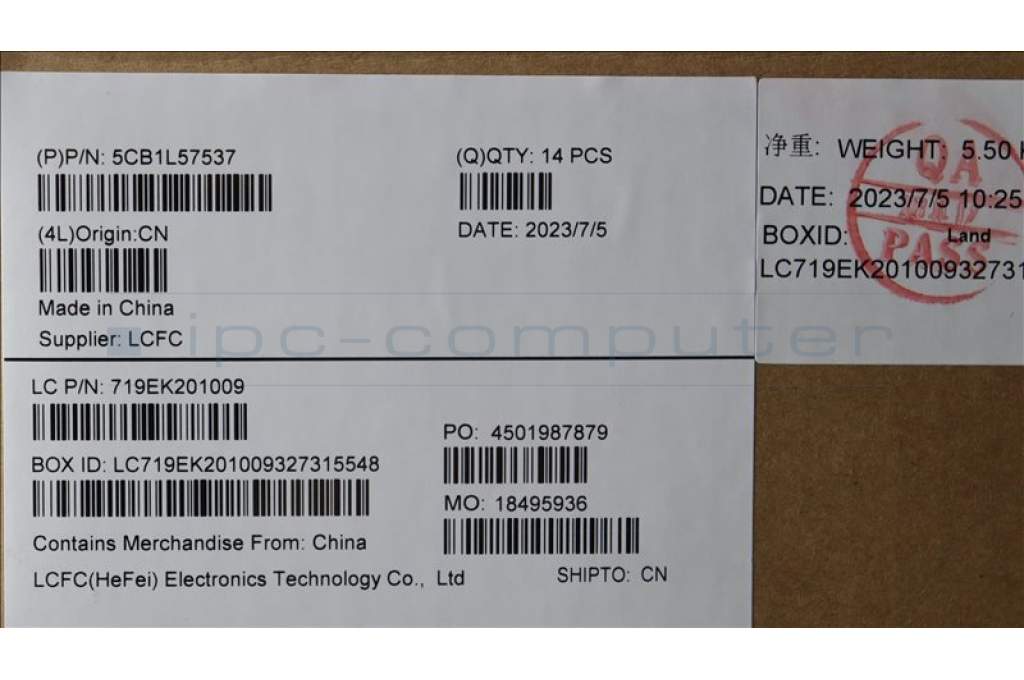 (P)P/N: 5CB1L57537
(Q)QTY: 14 PCS
(4L)Origin:CN
DATE: 2023/7/5
Made in China
Supplier: LCFC
LC P/N: 719EK201009
PO: 4501987879
BOX ID: LC719EK201009327315548
MO: 18495936
Contains Merchandise From: China
LCFC(HeFei) Electronics Technology Co., Ltd
SHIPTO: CN
净重: WEIGHT: 5.50
DATE: 2023/7/5 10:25
BOXID: Land
LC719EK20100932731
QA
PASS
ipc-computer